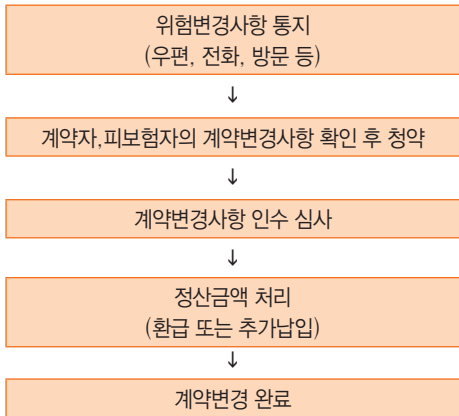 위험변경사항 통지
(우편, 전화, 방문 등)
↓
계약자,피보험자의 계약변경사항 확인 후 청약
↓
계약변경사항 인수 심사
↓
정산금액 처리
(환급 또는 추가납입)
↓
계약변경 완료